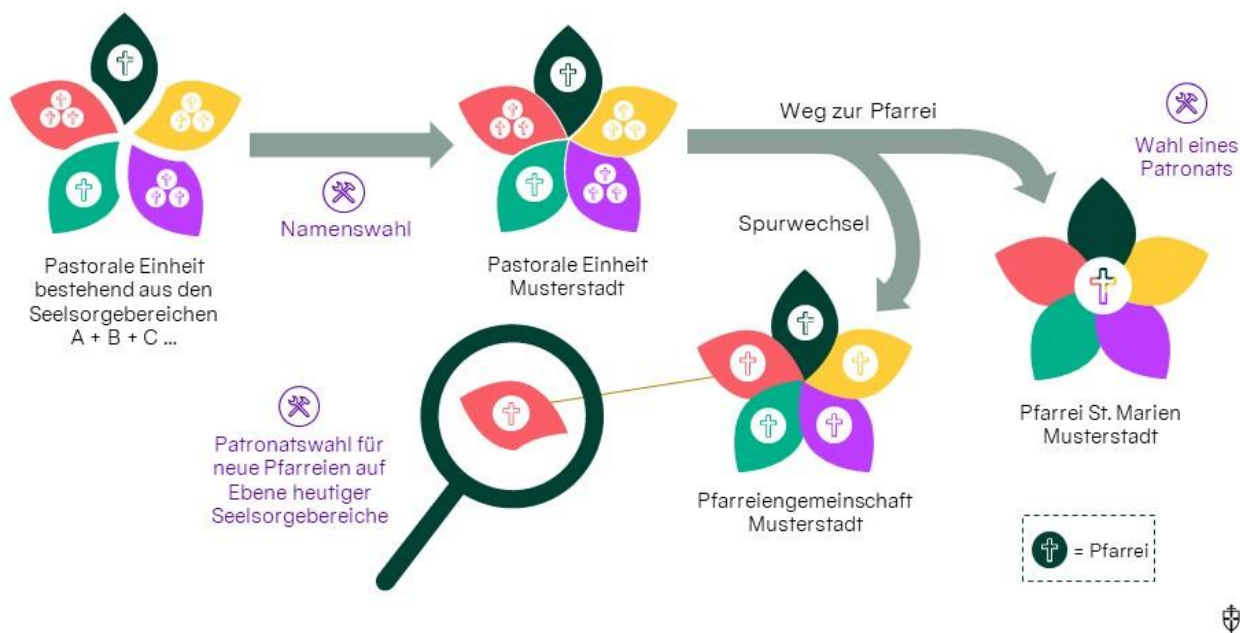 Pastorale Einheit
bestehend aus den
Seelsorgebereichen
A + B + C ...
Namenswahl
Pastorale Einheit
Musterstadt
Weg zur Pfarrei
Spurwechsel
Wahl eines
Patronats
Pfarrei St. Marien
Musterstadt
Pfarreiengemeinschaft
Musterstadt
Patronatswahl für
neue Pfarreien auf
Ebene heutiger
Seelsorgebereiche
= Pfarrei